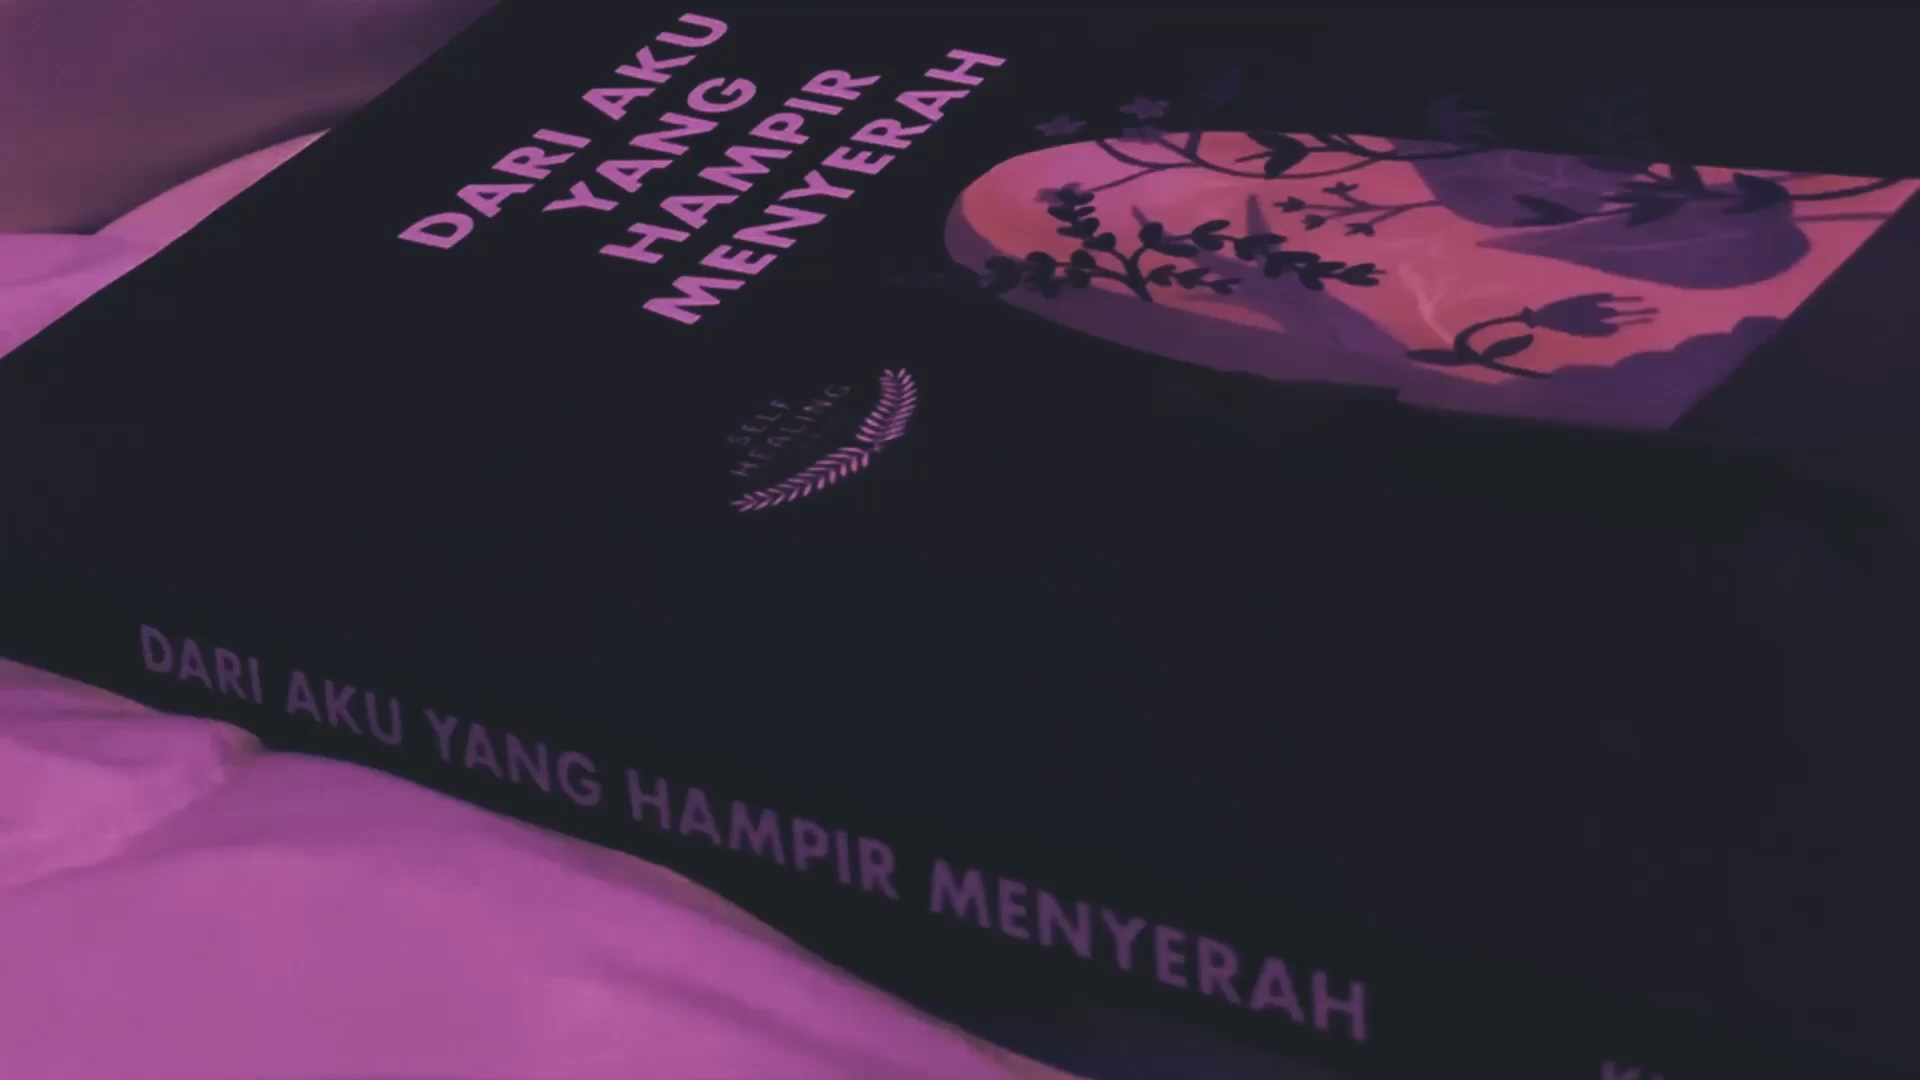 DARI AKU
YANG
HAMPIR
MENYERAH
SELF
HEALING
DARI AKU YANG HAMPIR MENYERAH